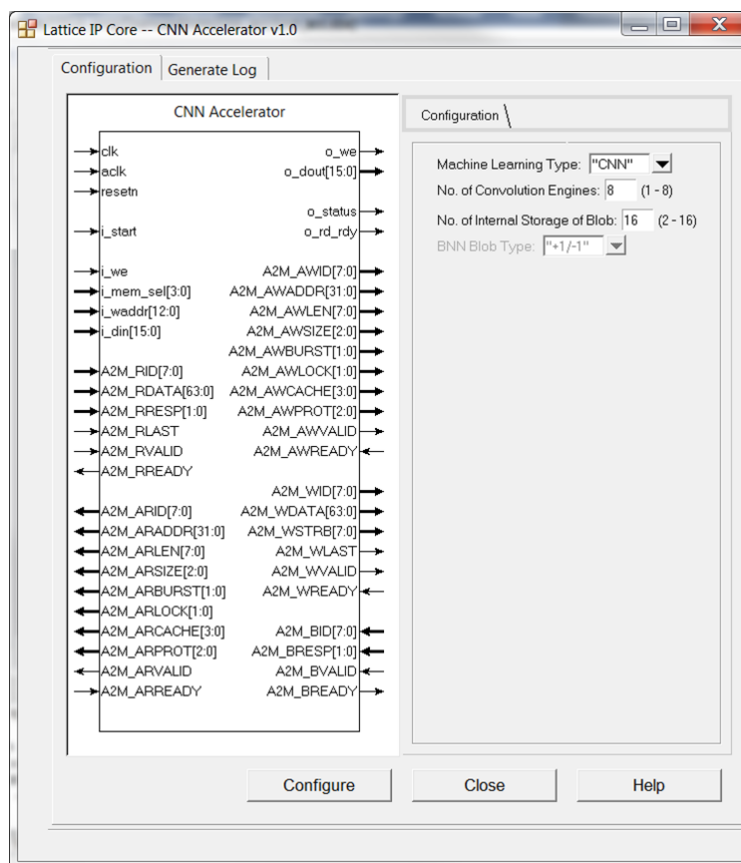 Lattice IP Core -- CNN Accelerator v1.0
Configuration
Generate Log
CNN Accelerator
clk
aclk
resetn
i_start
i_we
i_mem_sel[3:0]
i_waddr[12:0]
i_din[15:0]
A2M_RID[7:0]
A2M_RDATA[63:0]
A2M_RRESP[1:0]
A2M_RLAST
A2M_RVALID
A2M_RREADY
A2M_ARID[7:0]
A2M_ARADDR[31:0]
A2M_ARLEN[7:0]
A2M_ARSIZE[2:0]
A2M_ARBURST[1:0]
A2M_ARLOCK[1:0]
A2M_ARCACHE[3:0]
A2M_ARPROT[2:0]
A2M_ARVALID
A2M_ARREADY
o_we
o_dout[15:0]
o_status
o_rd_rdy
A2M_AWID[7:0]
A2M_AWADDR[31:0]
A2M_AWLEN[7:0]
A2M_AWSIZE[2:0]
A2M_AWBURST[1:0]
A2M_AWLOCK[1:0]
A2M_AWCACHE[3:0]
A2M_AWPROT[2:0]
A2M_AWVALID
A2M_AWREADY
A2M_WID[7:0]
A2M_WDATA[63:0]
A2M_WSTRB[7:0]
A2M_WLAST
A2M_WVALID
A2M_WREADY
A2M_BID[7:0]
A2M_BRESP[1:0]
A2M_BVALID
A2M_BREADY
Configuration
Machine Learning Type: "CNN"
No. of Convolution Engines: 8 (1 - 8)
No. of Internal Storage of Blob: 16 (2 - 16)
BNN Blob Type: "+1/-1"
Configure
Close
Help